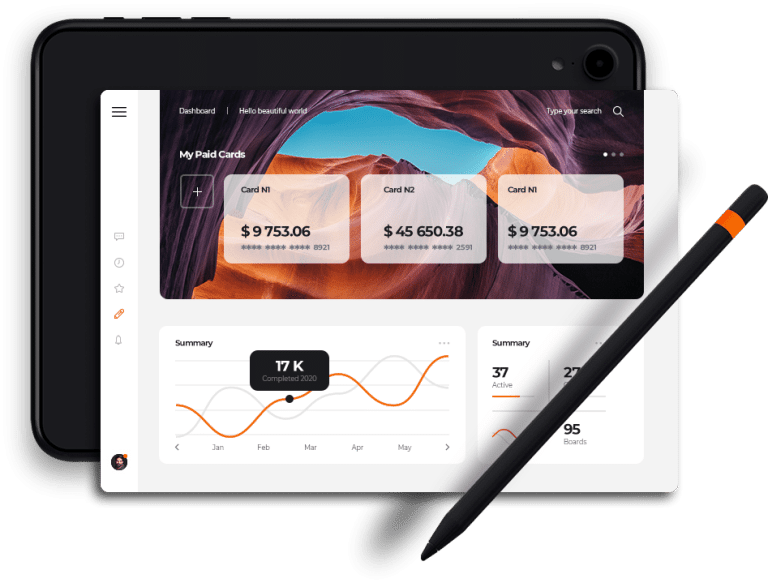 Dashboard | Hello beautiful world
Type your search
My Paid Cards
+
Card N1
$ 9 753.06
**** **** **** 8921
Card N2
$ 45 650.38
**** **** **** 2591
Card N1
$ 9 753.06
**** **** **** 8921
Summary
17 K
Completed 2020
Jan Feb Mar Apr May
Summary
37
Active
27
95
Boards